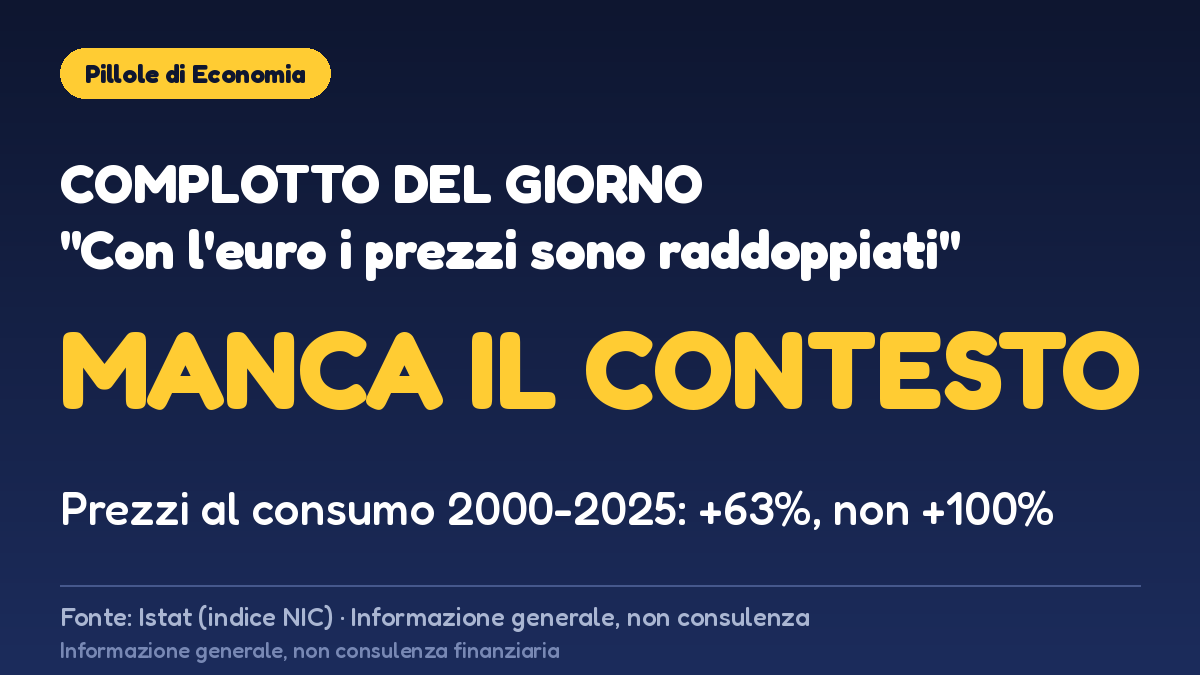 Pillole di Economia
COMPLOTTO DEL GIORNO
"Con l'euro i prezzi sono raddoppiati"
MANCA IL CONTESTO
Prezzi al consumo 2000-2025: +63%, non +100%
Fonte: Istat (indice NIC) · Informazione generale, non consulenza
Informazione generale, non consulenza finanziaria